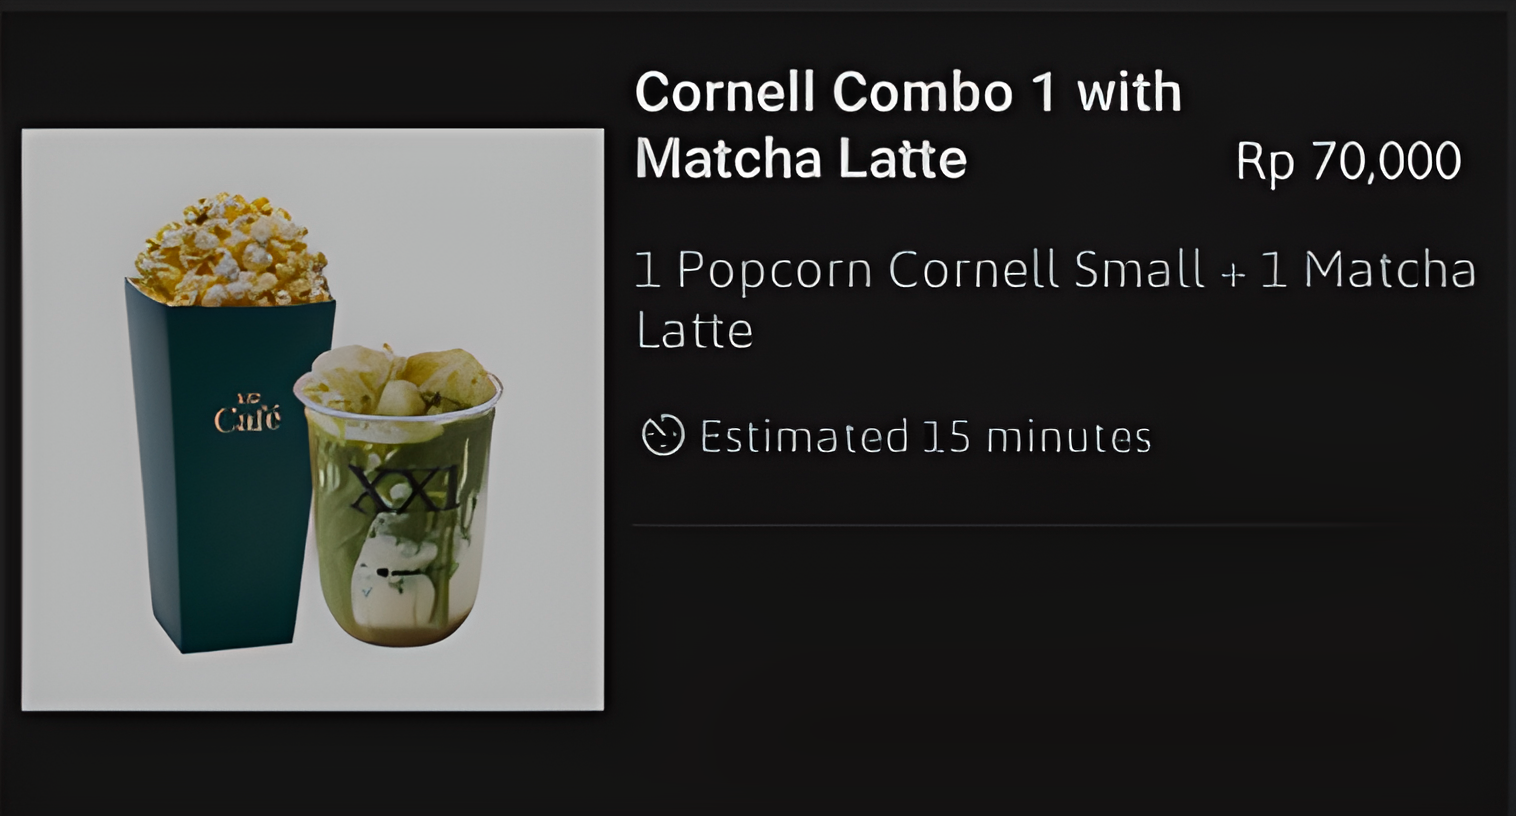 Cornell Combo 1 with
Matcha Latte
Rp 70,000
1 Popcorn Cornell Small + 1 Matcha
Latte
Estimated 15 minutes
Café
XXI